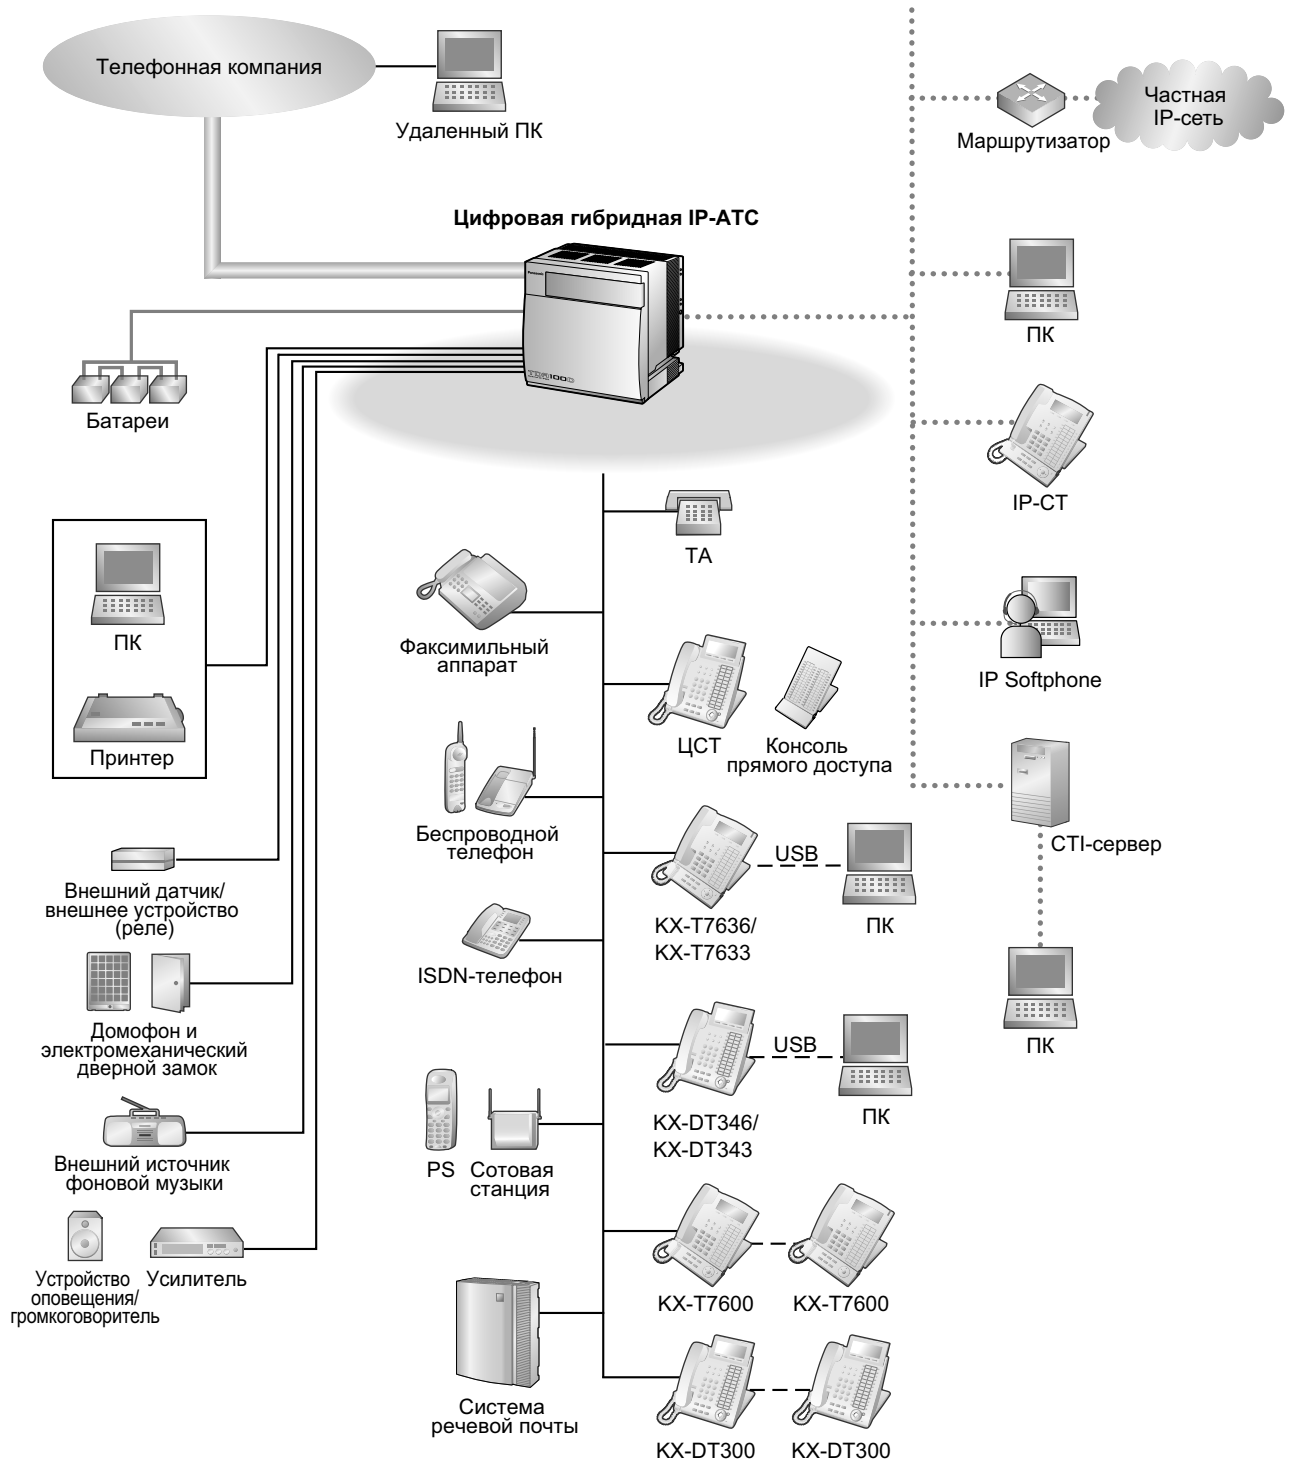 Телефонная компания
Удаленный ПК
Маршрутизатор
Частная
IP-сеть
Цифровая гибридная IP-АТС
Panasonic
TDA100D
ПК
Батареи
IP-СТ
ТА
ПК
Принтер
Факсимильный
аппарат
IP Softphone
ЦСТ
Консоль
прямого доступа
Беспроводной
телефон
CTI-сервер
USB
KX-T7636/
KX-T7633
ПК
Внешний датчик/
внешнее устройство
(реле)
ISDN-телефон
Домофон и
электромеханический
дверной замок
USB
KX-DT346/
KX-DT343
ПК
ПК
Внешний источник
фоновой музыки
PS
Сотовая
станция
Устройство
оповещения/
громкоговоритель
Усилитель
KX-T7600
KX-T7600
Система
речевой почты
KX-DT300
KX-DT300